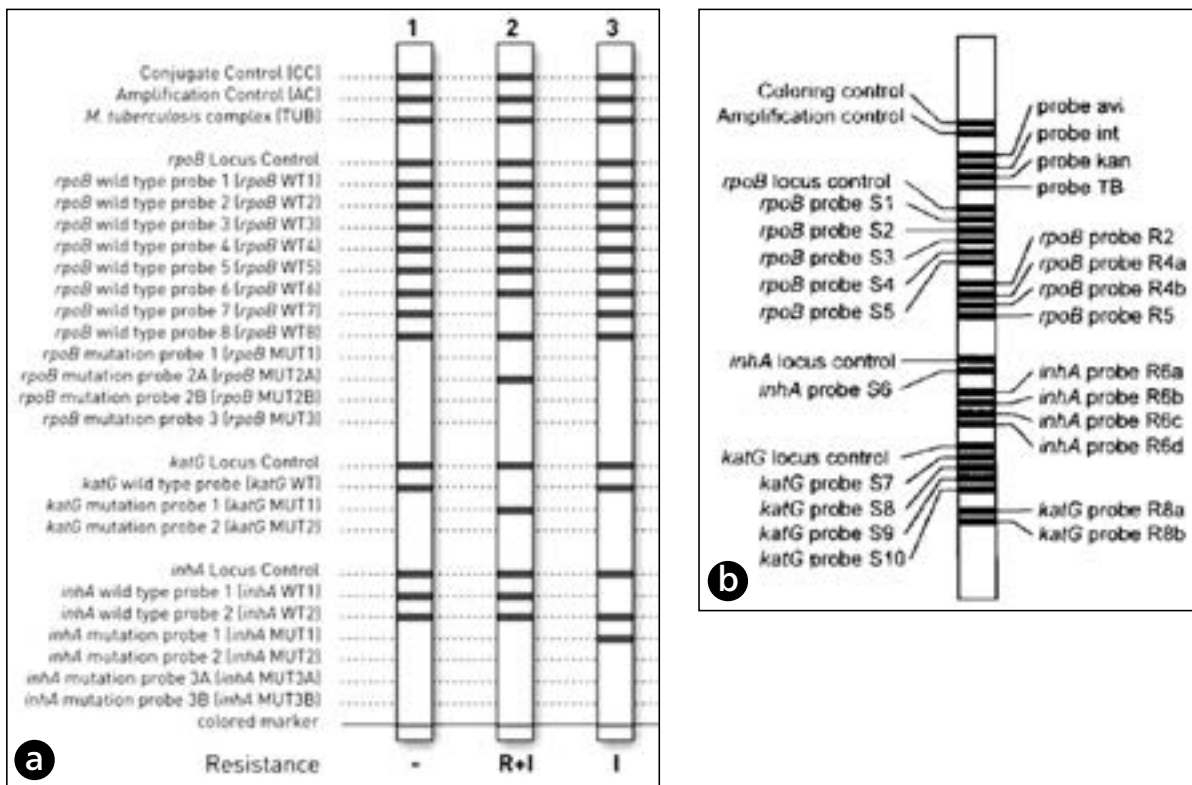 1 2 3
Conjugate Control (CC)
Amplification Control (AC)
M. tuberculosis complex (TUB)
rpoB Locus Control
rpoB wild type probe 1 (rpoB WT1)
rpoB wild type probe 2 (rpoB WT2)
rpoB wild type probe 3 (rpoB WT3)
rpoB wild type probe 4 (rpoB WT4)
rpoB wild type probe 5 (rpoB WT5)
rpoB wild type probe 6 (rpoB WT6)
rpoB wild type probe 7 (rpoB WT7)
rpoB wild type probe 8 (rpoB WT8)
rpoB mutation probe 1 (rpoB MUT1)
rpoB mutation probe 2A (rpoB MUT2A)
rpoB mutation probe 2B (rpoB MUT2B)
rpoB mutation probe 3 (rpoB MUT3)
katG Locus Control
katG wild type probe (katG WT)
katG mutation probe 1 (katG MUT1)
katG mutation probe 2 (katG MUT2)
inhA Locus Control
inhA wild type probe 1 (inhA WT1)
inhA wild type probe 2 (inhA WT2)
inhA mutation probe 1 (inhA MUT1)
inhA mutation probe 2 (inhA MUT2)
inhA mutation probe 3A (inhA MUT3A)
inhA mutation probe 3B (inhA MUT3B)
colored marker
Resistance - R+I I
a
Coloring control
Amplification control
rpoB locus control
rpoB probe S1
rpoB probe S2
rpoB probe S3
rpoB probe S4
rpoB probe S5
inhA locus control
inhA probe S6
katG locus control
katG probe S7
katG probe S8
katG probe S9
katG probe S10
probe avi
probe int
probe kan
probe TB
rpoB probe R2
rpoB probe R4a
rpoB probe R4b
rpoB probe R5
inhA probe R6a
inhA probe R6b
inhA probe R6c
inhA probe R6d
katG probe R8a
katG probe R8b
b